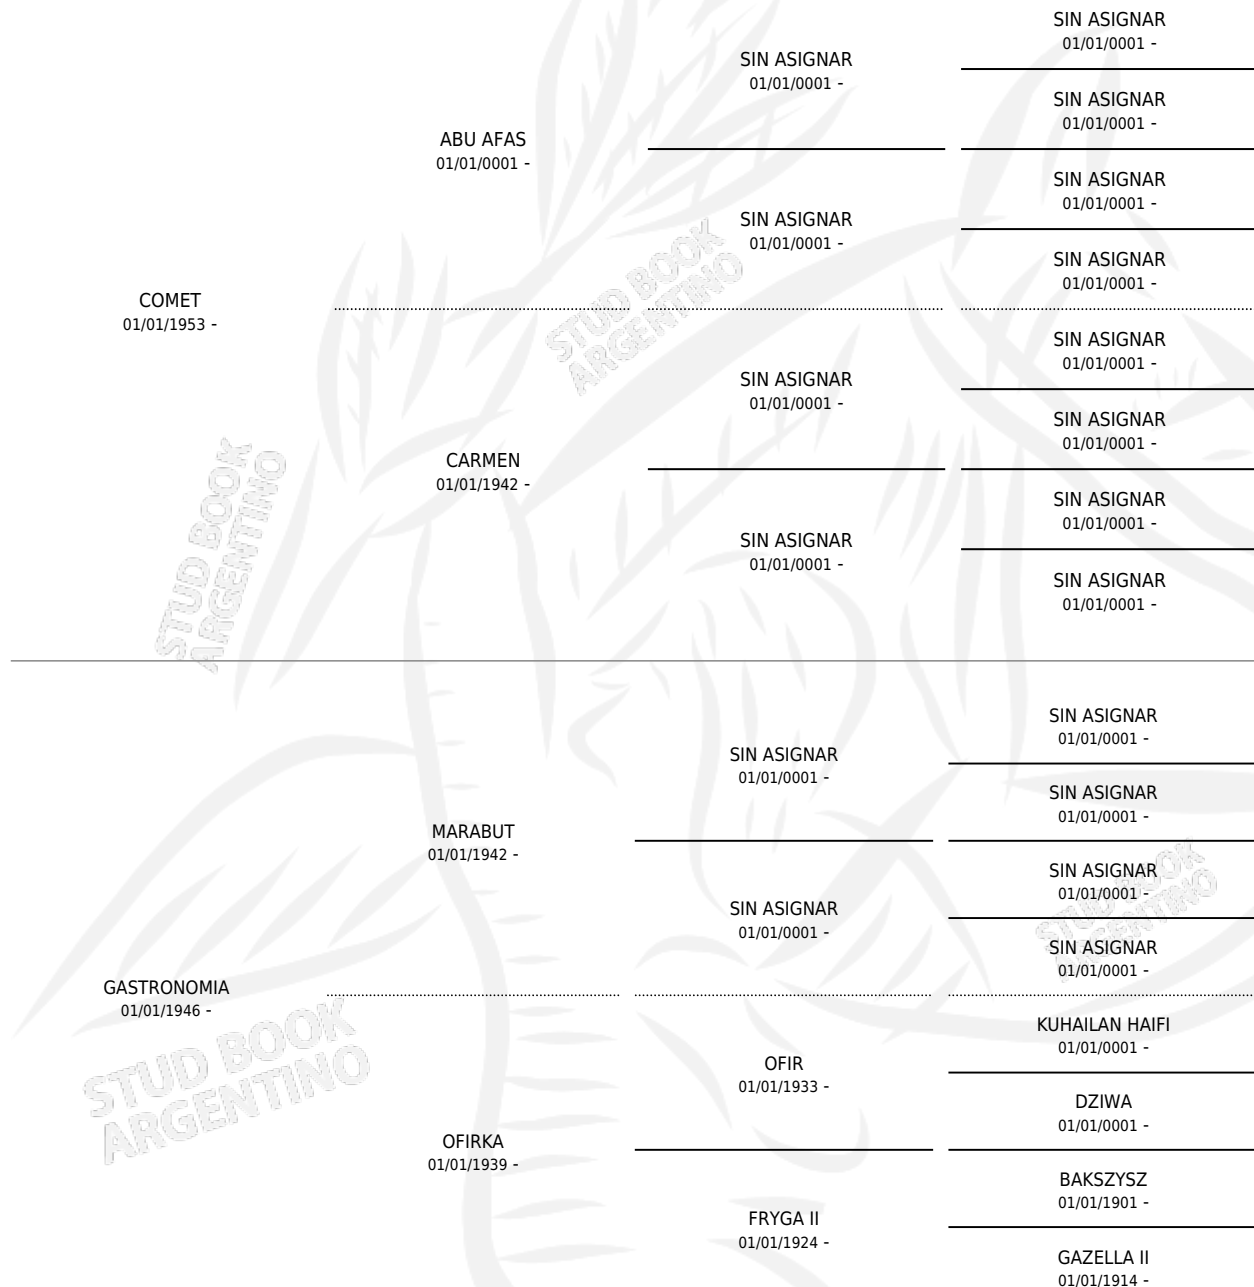 SIN ASIGNAR
01/01/0001 -
SIN ASIGNAR
01/01/0001 -
SIN ASIGNAR
01/01/0001 -
ABU AFAS
01/01/0001 -
SIN ASIGNAR
01/01/0001 -
SIN ASIGNAR
01/01/0001 -
SIN ASIGNAR
01/01/0001 -
COMET
01/01/1953 -
SIN ASIGNAR
01/01/0001 -
SIN ASIGNAR
01/01/0001 -
SIN ASIGNAR
01/01/0001 -
CARMEN
01/01/1942 -
SIN ASIGNAR
01/01/0001 -
SIN ASIGNAR
01/01/0001 -
SIN ASIGNAR
01/01/0001 -
STUD BOOK
ARGENTINO
STUD BOOK
ARGENTINO
SIN ASIGNAR
01/01/0001 -
SIN ASIGNAR
01/01/0001 -
SIN ASIGNAR
01/01/0001 -
MARABUT
01/01/1942 -
SIN ASIGNAR
01/01/0001 -
SIN ASIGNAR
01/01/0001 -
SIN ASIGNAR
01/01/0001 -
STUD BOOK
ARGENTINO
GASTRONOMIA
01/01/1946 -
KUHAILAN HAIFI
01/01/0001 -
OFIR
01/01/1933 -
DZIWA
01/01/0001 -
STUD BOOK
ARGENTINO
OFIRKA
01/01/1939 -
BAKSZYSZ
01/01/1901 -
FRYGA II
01/01/1924 -
GAZELLA II
01/01/1914 -